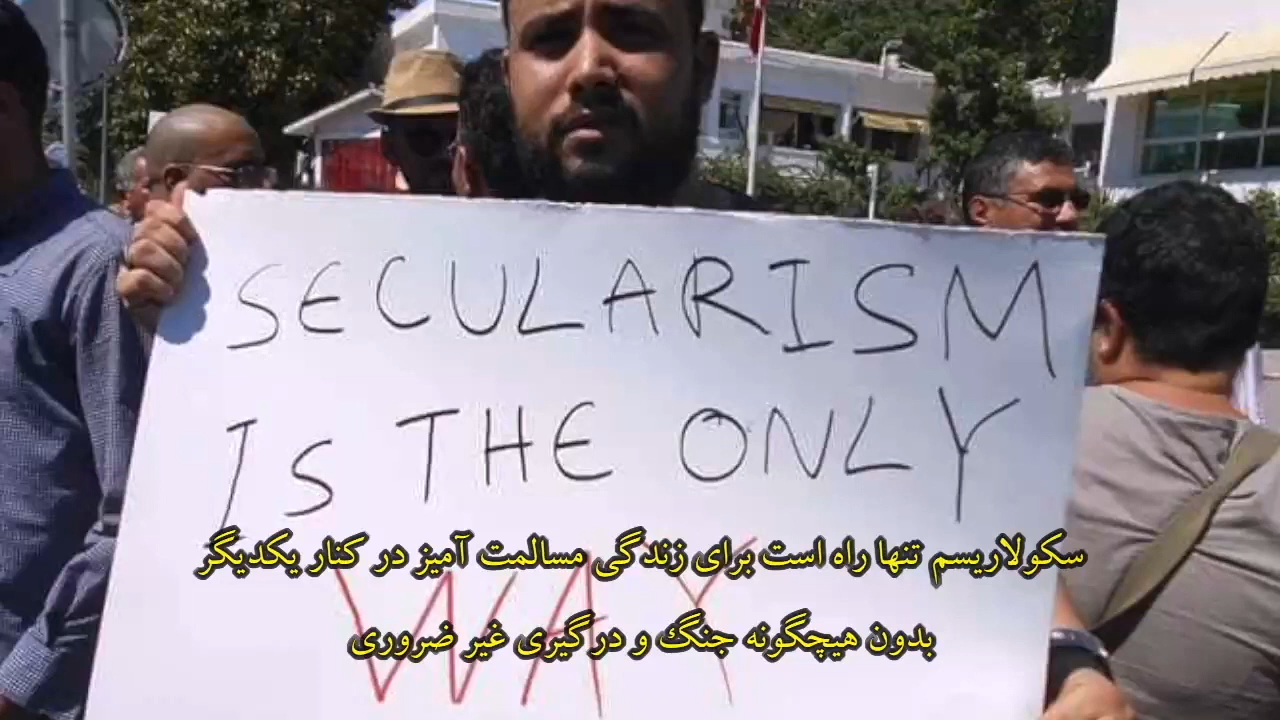 SECULARISM
IS THE ONLY
WAY
سکولاریسم تنها راه است برای زندگی مسالمت آمیز در کنار یکدیگر
بدون هیچگونه جنگ و درگیری غیر ضروری